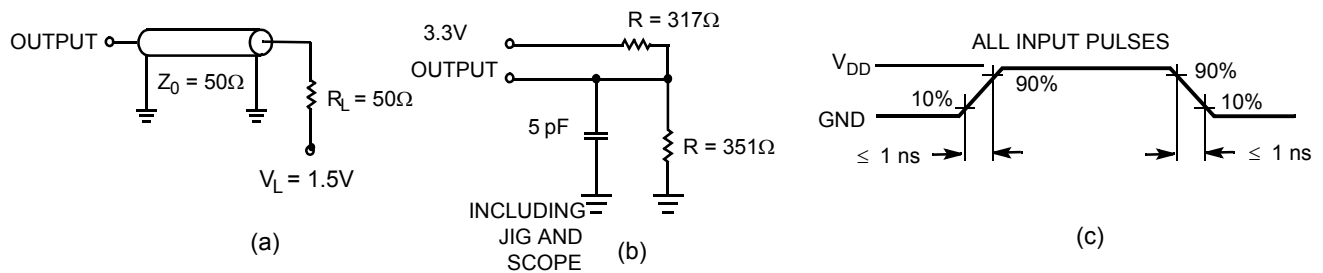 OUTPUT
Z0 = 50Ω
RL = 50Ω
VL = 1.5V
(a)
R = 317Ω
3.3V
OUTPUT
5 pF
R = 351Ω
INCLUDING
JIG AND
SCOPE
(b)
ALL INPUT PULSES
VDD
90%
90%
10%
10%
GND
≤ 1 ns
≤ 1 ns
(c)